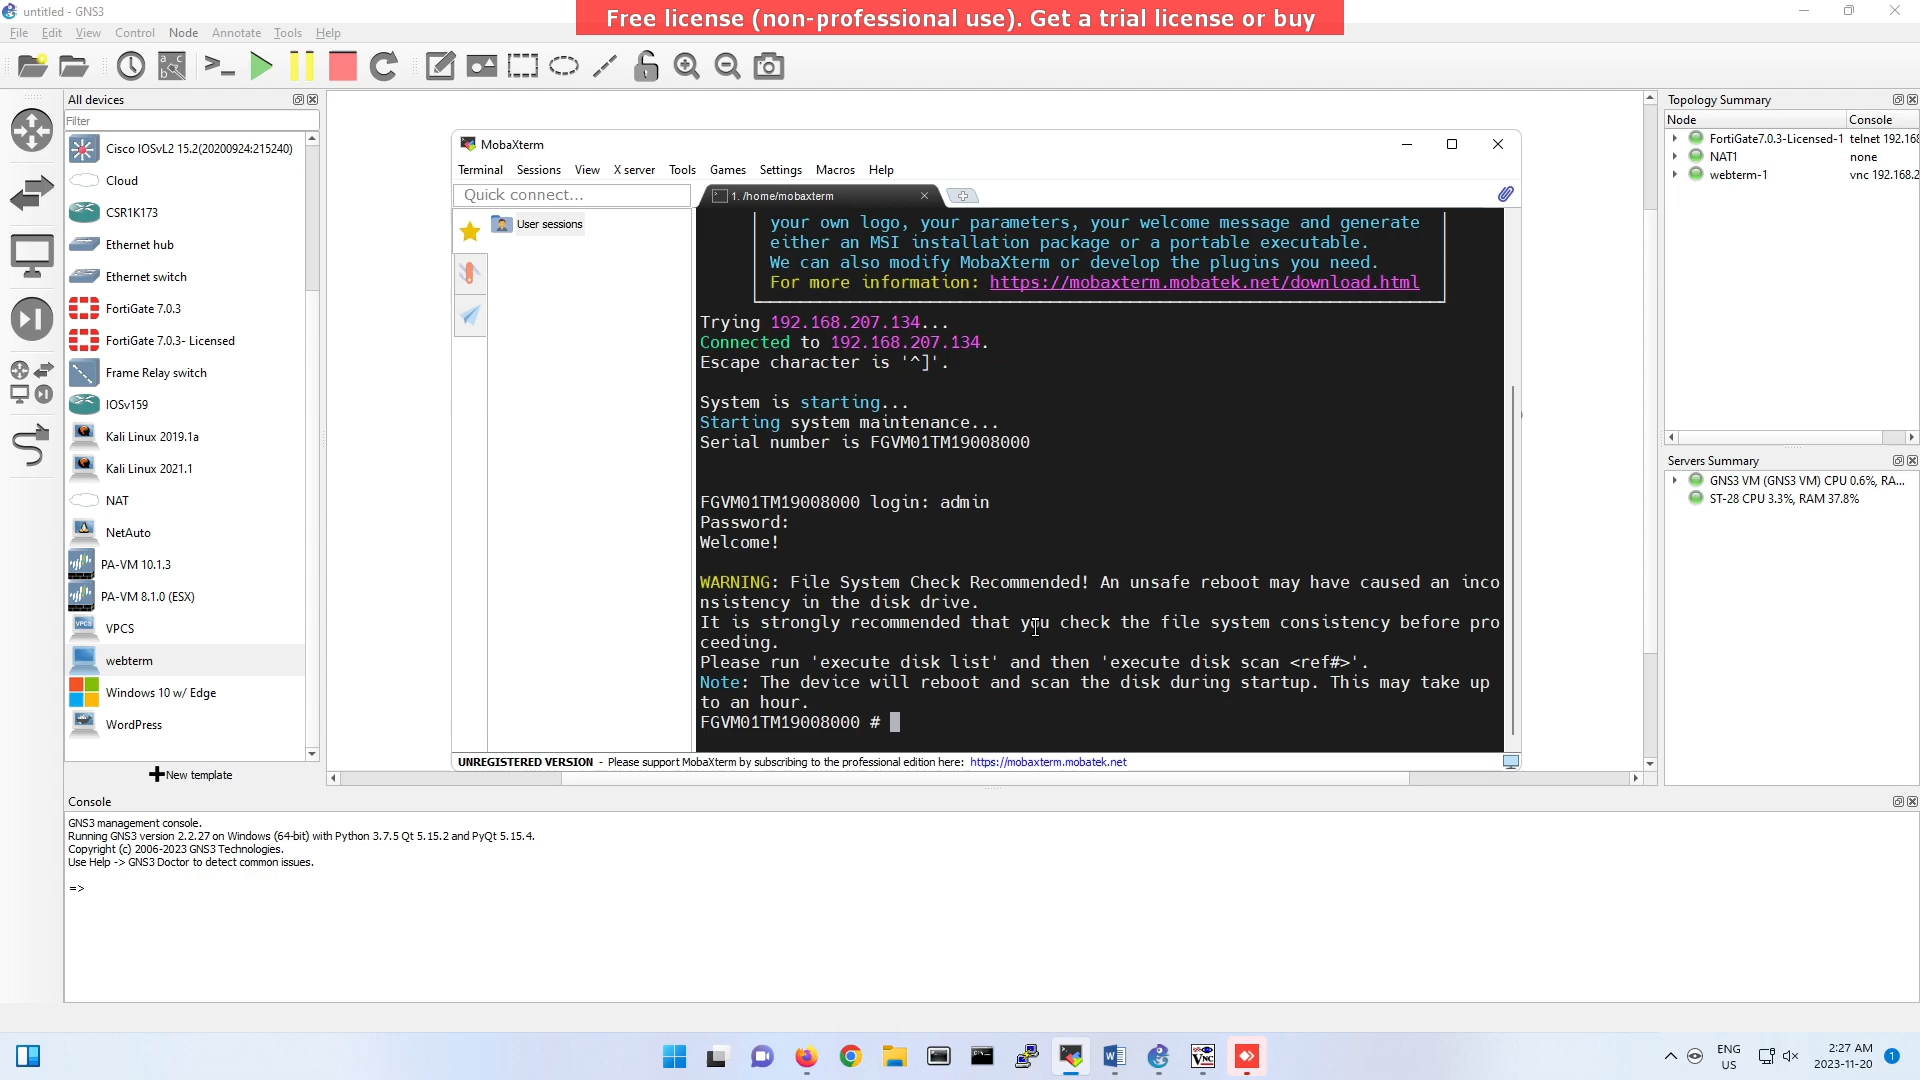 untitled - GNS3
Free license (non-professional use). Get a trial license or buy
File Edit View Control Node Annotate Tools Help
All devices
Filter
Cisco IOSvL2 15.2(20200924:215240)
Cloud
CSR1K173
Ethernet hub
Ethernet switch
FortiGate 7.0.3
FortiGate 7.0.3- Licensed
Frame Relay switch
IOSv159
Kali Linux 2019.1a
Kali Linux 2021.1
NAT
NetAuto
PA-VM 10.1.3
PA-VM 8.1.0 (ESX)
VPCS
webterm
Windows 10 w/ Edge
WordPress
New template
MobaXterm
Terminal Sessions View X server Tools Games Settings Macros Help
Quick connect...
1. /home/mobaxterm
User sessions
your own logo, your parameters, your welcome message and generate
either an MSI installation package or a portable executable.
We can also modify MobaXterm or develop the plugins you need.
For more information: https://mobaxterm.mobatek.net/download.html
Trying 192.168.207.134...
Connected to 192.168.207.134.
Escape character is '^]'.
System is starting...
Starting system maintenance...
Serial number is FGVM01TM19008000
FGVM01TM19008000 login: admin
Password:
Welcome!
WARNING: File System Check Recommended! An unsafe reboot may have caused an inco
nsistency in the disk drive.
It is strongly recommended that you check the file system consistency before pro
ceeding.
Please run 'execute disk list' and then 'execute disk scan <ref#>'.
Note: The device will reboot and scan the disk during startup. This may take up
to an hour.
FGVM01TM19008000 #
UNREGISTERED VERSION - Please support MobaXterm by subscribing to the professional edition here: https://mobaxterm.mobatek.net
Topology Summary
Node Console
FortiGate7.0.3-Licensed-1 telnet 192.168
NAT1 none
webterm-1 vnc 192.168.2
Servers Summary
GNS3 VM (GNS3 VM) CPU 0.6%, RA...
ST-28 CPU 3.3%, RAM 37.8%
Console
GNS3 management console.
Running GNS3 version 2.2.27 on Windows (64-bit) with Python 3.7.5 Qt 5.15.2 and PyQt 5.15.4.
Copyright (c) 2006-2023 GNS3 Technologies.
Use Help -> GNS3 Doctor to detect common issues.
=>
ENG
US
2:27 AM
2023-11-20
1